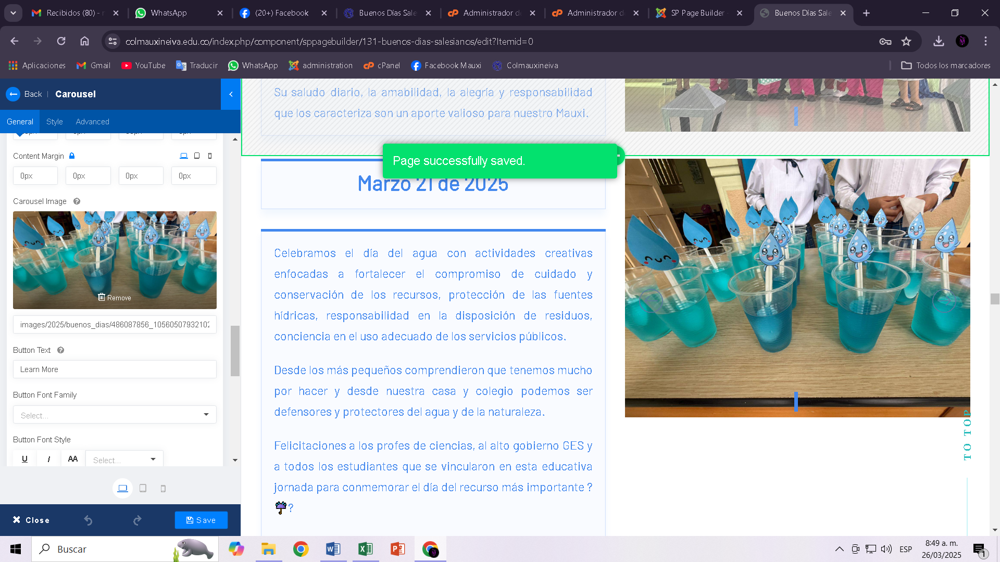 Recibidos (80) - r
WhatsApp
(20+) Facebook
Buenos Días Sale
Administrador de
Administrador de
SP Page Builder -
Buenos Días Sale
colmauxineiva.edu.co/index.php/component/sppagebuilder/131-buenos-dias-salesianos/edit?Itemid=0
Aplicaciones
Gmail
YouTube
Traducir
WhatsApp
administration
cPanel
Facebook Mauxi
Colmauxineiva
Todos los marcadores
Back
Carousel
General
Style
Advanced
Content Margin
0px
0px
0px
0px
Carousel Image
Remove
images/2025/buenos_dias/486087856_1056050793210
Button Text
Learn More
Button Font Family
Select...
Button Font Style
U
I
AA
Select...
Close
Save
Su saludo diario, la amabilidad, la alegría y responsabilidad
que los caracteriza son un aporte valioso para nuestro Mauxi.
Page successfully saved.
Marzo 21 de 2025
Celebramos el día del agua con actividades creativas
enfocadas a fortalecer el compromiso de cuidado y
conservación de los recursos, protección de las fuentes
hídricas, responsabilidad en la disposición de residuos,
conciencia en el uso adecuado de los servicios públicos.
Desde los más pequeños comprendieron que tenemos mucho
por hacer y desde nuestra casa y colegio podemos ser
defensores y protectores del agua y de la naturaleza.
Felicitaciones a los profes de ciencias, al alto gobierno GES y
a todos los estudiantes que se vincularon en esta educativa
jornada para conmemorar el día del recurso más importante ?
☔?
TO TOP
Buscar
ESP
8:49 a. m.
26/03/2025
1